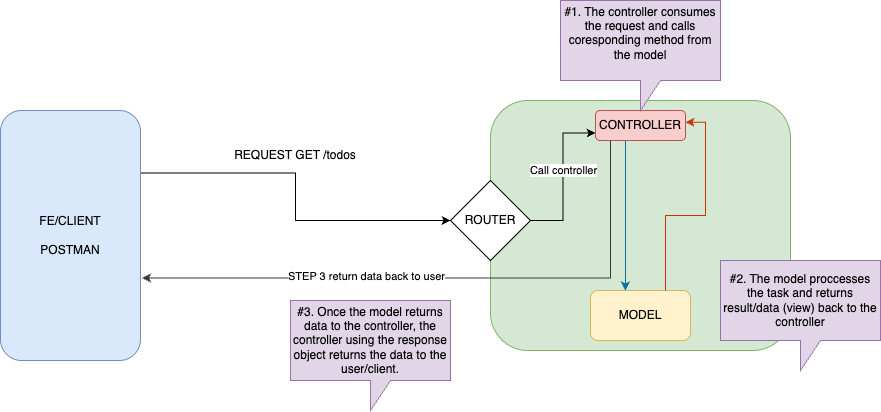 #1. The controller consumes
the request and calls
coresponding method from
the model
CONTROLLER
REQUEST GET /todos
Call controller
FE/CLIENT
POSTMAN
ROUTER
STEP 3 return data back to user
#2. The model proccesses
the task and returns
result/data (view) back to the
controller
MODEL
#3. Once the model returns
data to the controller, the
controller using the response
object returns the data to the
user/client.